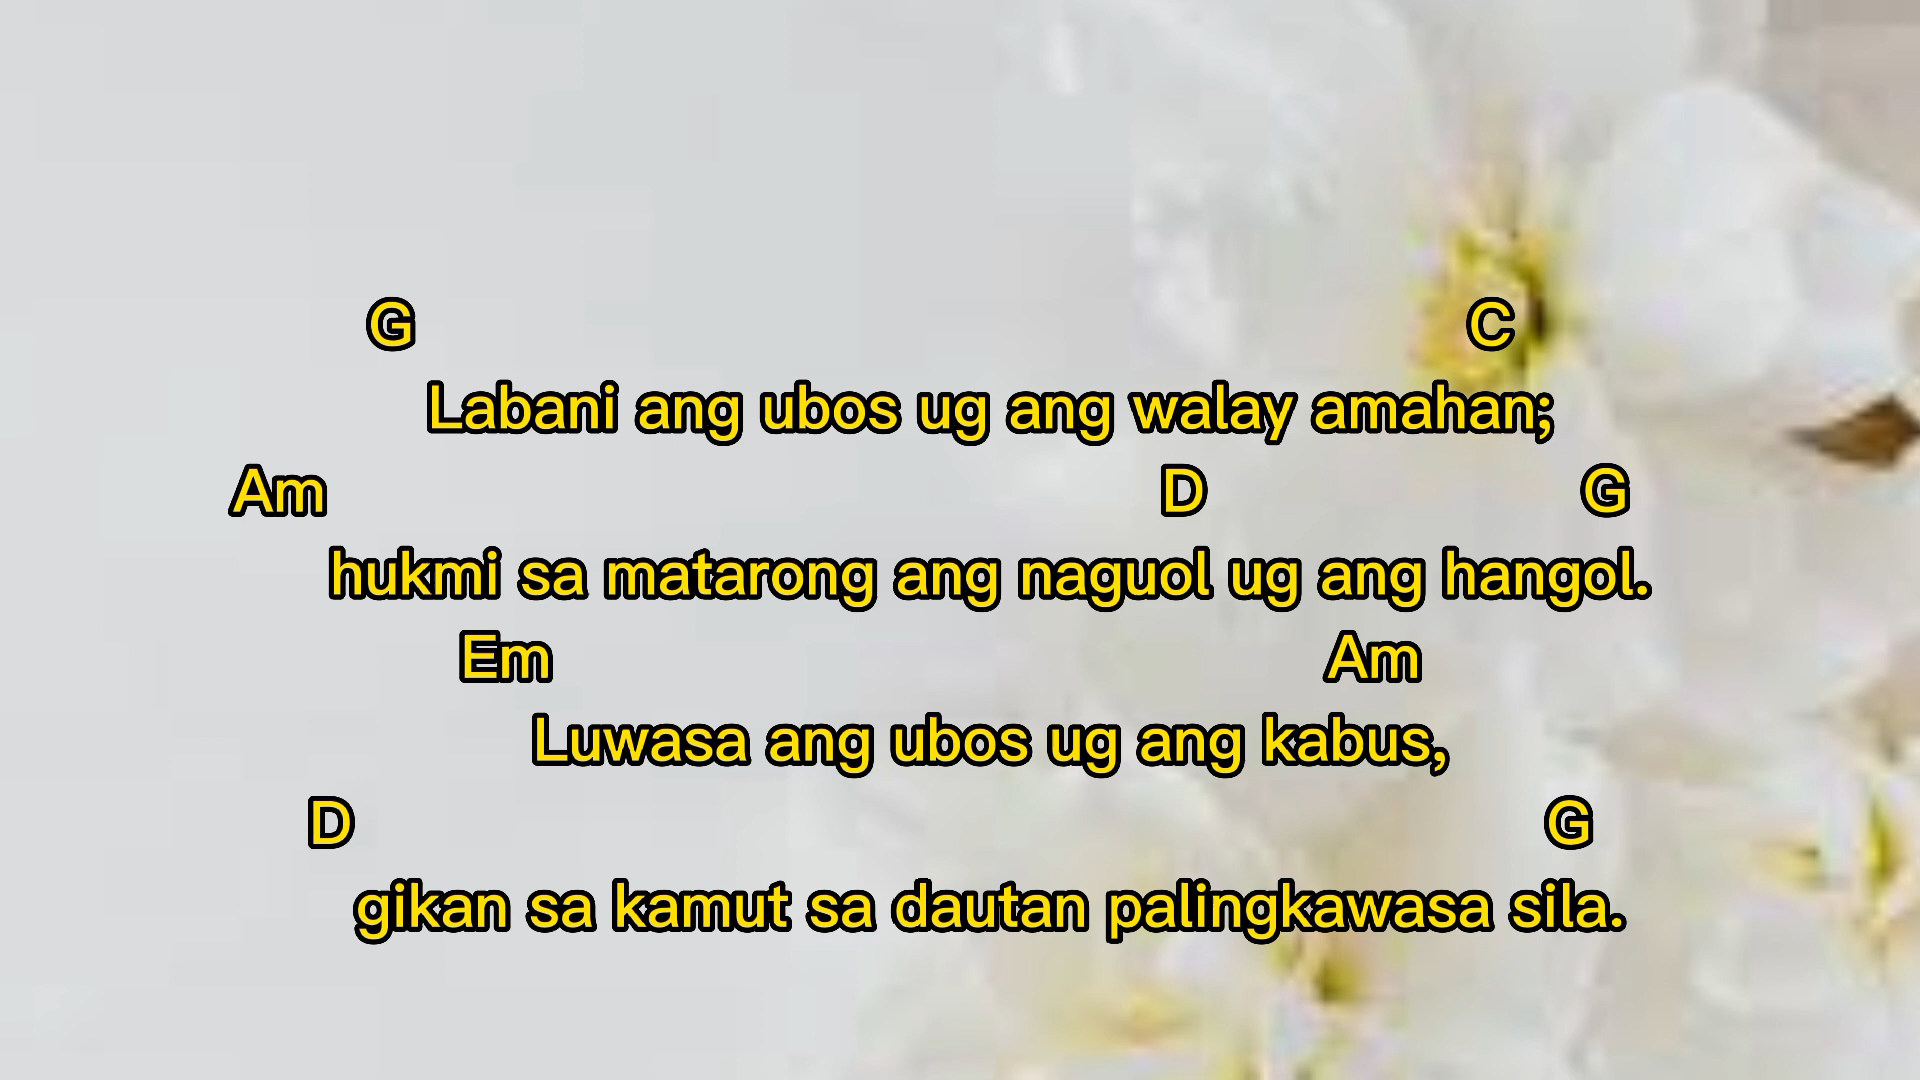 G C
Labani ang ubos ug ang walay amahan;
Am D G
hukmi sa matarong ang naguol ug ang hangol.
Em Am
Luwasa ang ubos ug ang kabus,
D G
gikan sa kamut sa dautan palingkawasa sila.